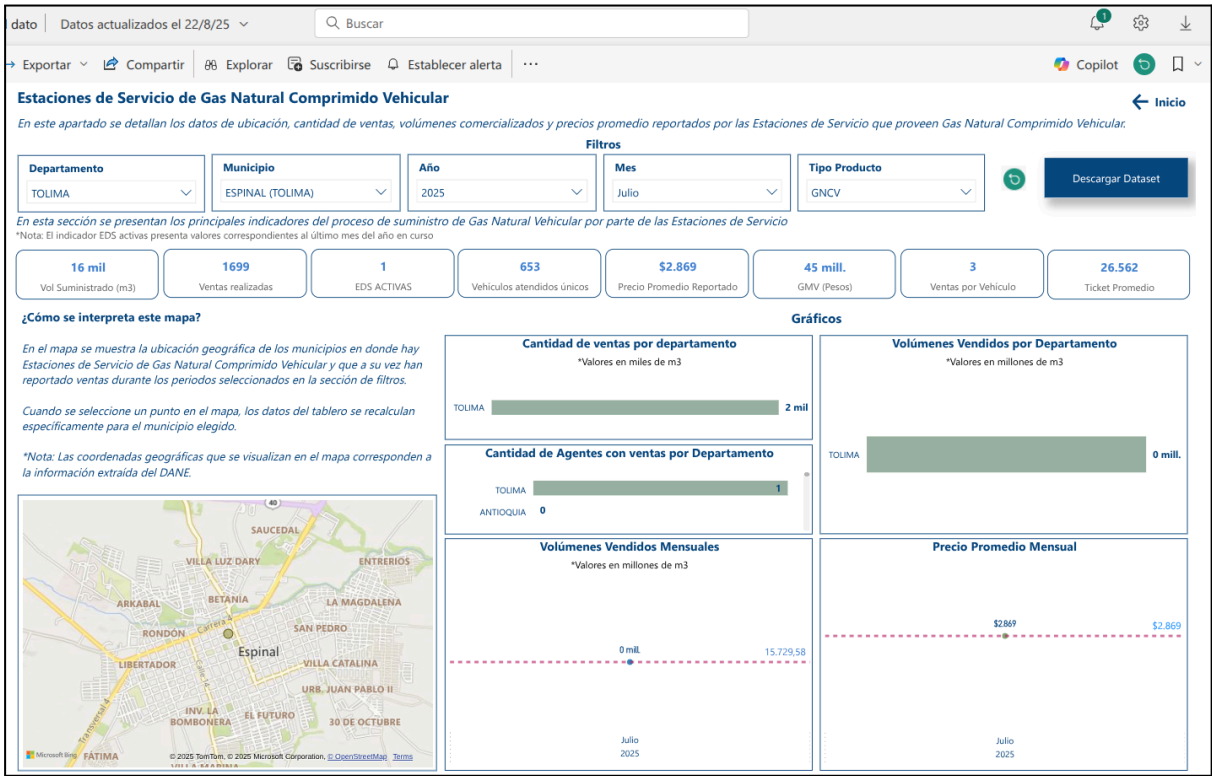 dato
Datos actualizados el 22/8/25
Buscar
1
Exportar
Compartir
Explorar
Suscribirse
Establecer alerta
...
Copilot
Estaciones de Servicio de Gas Natural Comprimido Vehicular
Inicio
En este apartado se detallan los datos de ubicación, cantidad de ventas, volúmenes comercializados y precios promedio reportados por las Estaciones de Servicio que proveen Gas Natural Comprimido Vehicular.
Filtros
Departamento
TOLIMA
Municipio
ESPINAL (TOLIMA)
Año
2025
Mes
Julio
Tipo Producto
GNCV
Descargar Dataset
En esta sección se presentan los principales indicadores del proceso de suministro de Gas Natural Vehicular por parte de las Estaciones de Servicio
*Nota: El indicador EDS activas presenta valores correspondientes al último mes del año en curso
16 mil
Vol Suministrado (m3)
1699
Ventas realizadas
1
EDS ACTIVAS
653
Vehículos atendidos únicos
$2.869
Precio Promedio Reportado
45 mill.
GMV (Pesos)
3
Ventas por Vehiculo
26.562
Ticket Promedio
¿Cómo se interpreta este mapa?
En el mapa se muestra la ubicación geográfica de los municipios en donde hay
Estaciones de Servicio de Gas Natural Comprimido Vehicular y que a su vez han
reportado ventas durante los periodos seleccionados en la sección de filtros.
Cuando se seleccione un punto en el mapa, los datos del tablero se recalculan
específicamente para el municipio elegido.
*Nota: Las coordenadas geográficas que se visualizan en el mapa corresponden a
la información extraída del DANE.
Gráficos
Cantidad de ventas por departamento
*Valores en miles de m3
TOLIMA
2 mil
Cantidad de Agentes con ventas por Departamento
TOLIMA
1
ANTIOQUIA
0
Volúmenes Vendidos por Departamento
*Valores en millones de m3
TOLIMA
0 mill.
Volúmenes Vendidos Mensuales
*Valores en millones de m3
0 mill.
15.729,58
Julio
2025
Precio Promedio Mensual
$2.869
$2.869
Julio
2025
40
SAUCEDAL
VILLA LUZ DARY
ENTRERIOS
ARKABAL
BETANIA
LA MAGDALENA
Carrera 4
RONDÓN
SAN PEDRO
Espinal
LIBERTADOR
Calle 14
VILLA CATALINA
URB. JUAN PABLO II
INV. LA
BOMBONERA
EL FUTURO
30 DE OCTUBRE
Transversal 4
Microsoft Bing
FÁTIMA
© 2025 TomTom, © 2025 Microsoft Corporation, © OpenStreetMap Terms
VILLA MARINA